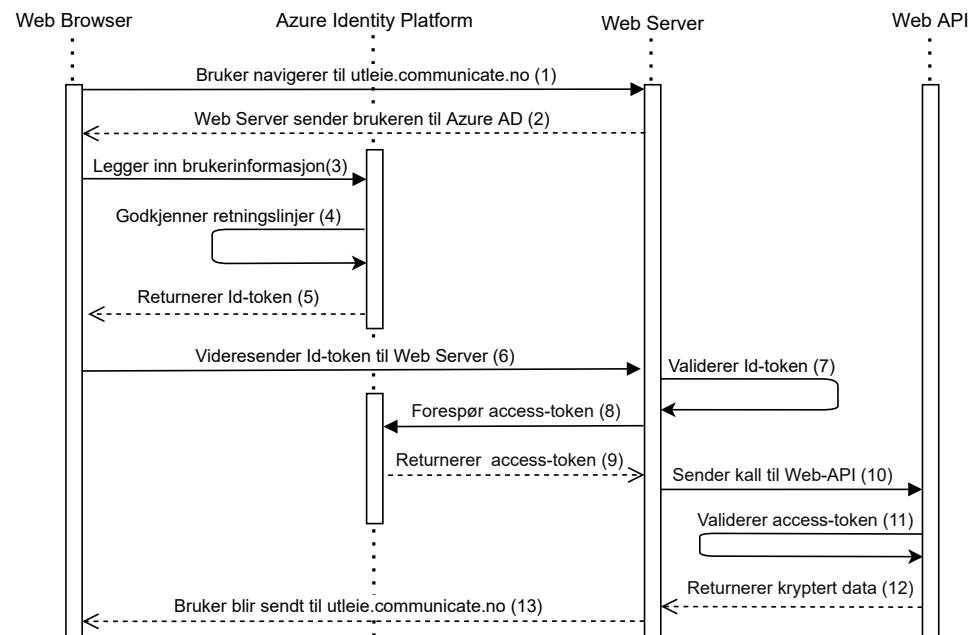 Web Browser
Azure Identity Platform
Web Server
Web API
Bruker navigerer til utleie.communicate.no (1)
Web Server sender brukeren til Azure AD (2)
Legger inn brukerinformasjon(3)
Godkjenner retningslinjer (4)
Returnerer Id-token (5)
Videresender Id-token til Web Server (6)
Validerer Id-token (7)
Forespør access-token (8)
Returnerer access-token (9)
Sender kall til Web-API (10)
Validerer access-token (11)
Returnerer kryptert data (12)
Bruker blir sendt til utleie.communicate.no (13)